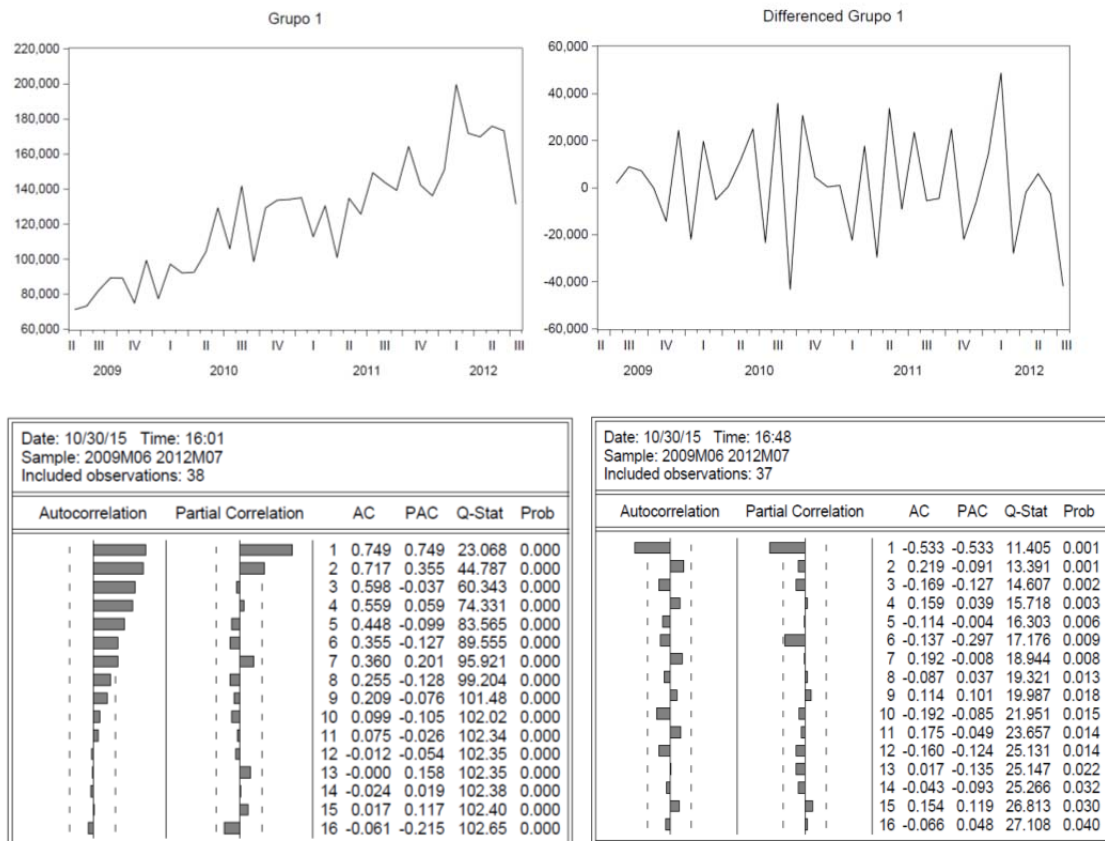 Grupo 1
220,000
200,000
180,000
160,000
140,000
120,000
100,000
80,000
60,000
II III IV I II III IV I II III IV I II III
2009 2010 2011 2012
Differenced Grupo 1
60,000
40,000
20,000
0
-20,000
-40,000
-60,000
II III IV I II III IV I II III IV I II III
2009 2010 2011 2012
Date: 10/30/15 Time: 16:01
Sample: 2009M06 2012M07
Included observations: 38
Autocorrelation Partial Correlation AC PAC Q-Stat Prob
1 0.749 0.749 23.068 0.000
2 0.717 0.355 44.787 0.000
3 0.598 -0.037 60.343 0.000
4 0.559 0.059 74.331 0.000
5 0.448 -0.099 83.565 0.000
6 0.355 -0.127 89.555 0.000
7 0.360 0.201 95.921 0.000
8 0.255 -0.128 99.204 0.000
9 0.209 -0.076 101.48 0.000
10 0.099 -0.105 102.02 0.000
11 0.075 -0.026 102.34 0.000
12 -0.012 -0.054 102.35 0.000
13 -0.000 0.158 102.35 0.000
14 -0.024 0.019 102.38 0.000
15 0.017 0.117 102.40 0.000
16 -0.061 -0.215 102.65 0.000
Date: 10/30/15 Time: 16:48
Sample: 2009M06 2012M07
Included observations: 37
Autocorrelation Partial Correlation AC PAC Q-Stat Prob
1 -0.533 -0.533 11.405 0.001
2 0.219 -0.091 13.391 0.001
3 -0.169 -0.127 14.607 0.002
4 0.159 0.039 15.718 0.003
5 -0.114 -0.004 16.303 0.006
6 -0.137 -0.297 17.176 0.009
7 0.192 -0.008 18.944 0.008
8 -0.087 0.037 19.321 0.013
9 0.114 0.101 19.987 0.018
10 -0.192 -0.085 21.951 0.015
11 0.175 -0.049 23.657 0.014
12 -0.160 -0.124 25.131 0.014
13 0.017 -0.135 25.147 0.022
14 -0.043 -0.093 25.266 0.032
15 0.154 0.119 26.813 0.030
16 -0.066 0.048 27.108 0.040